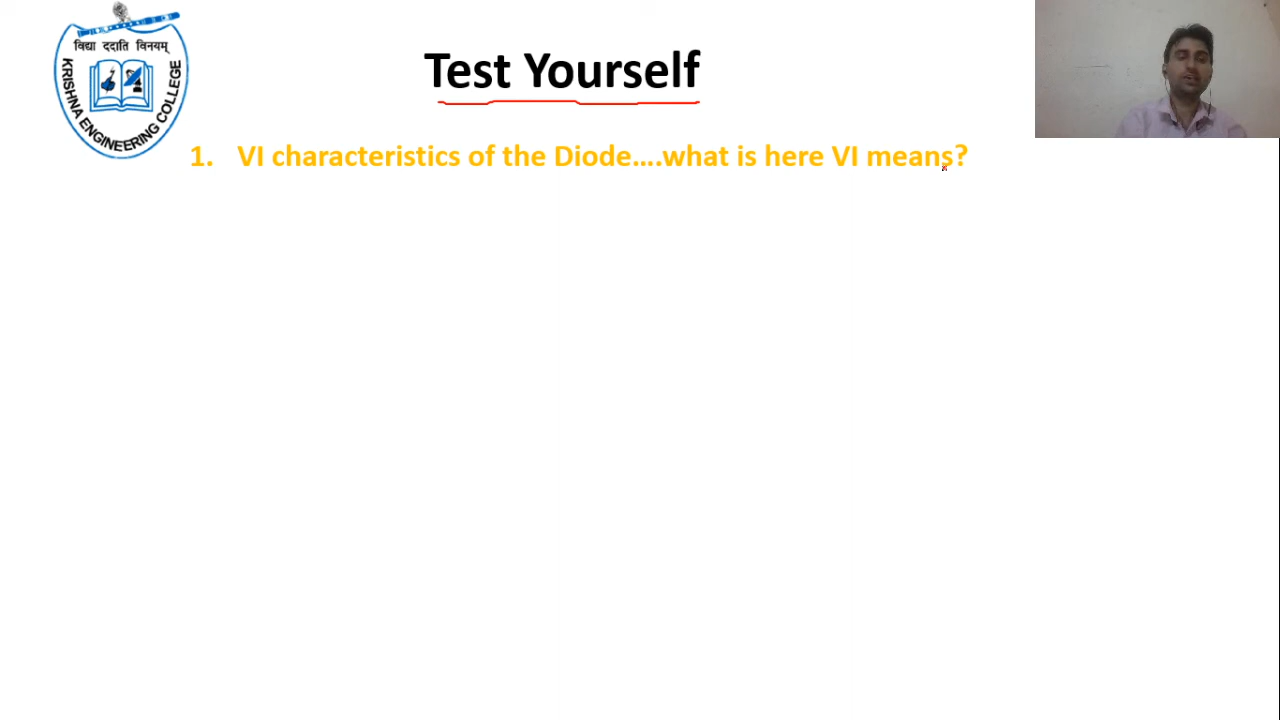 विद्या ददाति विनयम्
KRISHNA ENGINEERING COLLEGE
Test Yourself
1. VI characteristics of the Diode....what is here VI means?